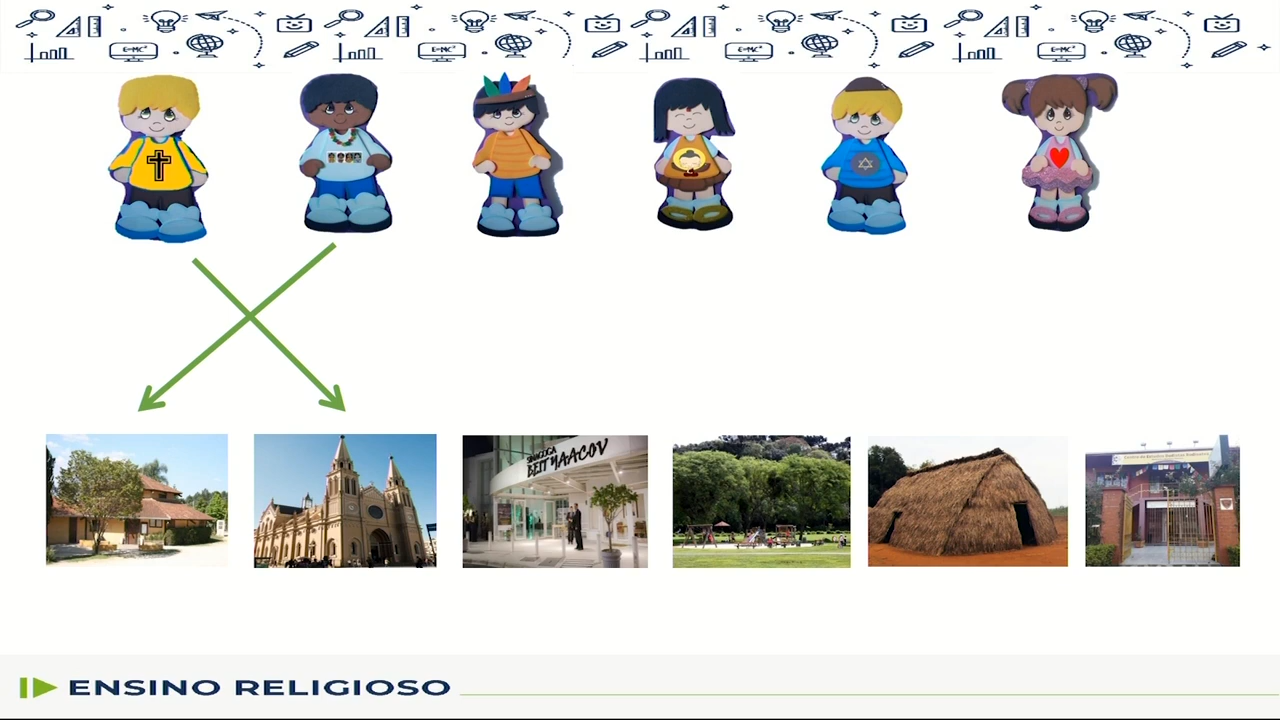 E=MC² E=MC² E=MC² E=MC²
SINAGOGA
BEIT YAACOV
ENSINO RELIGIOSO